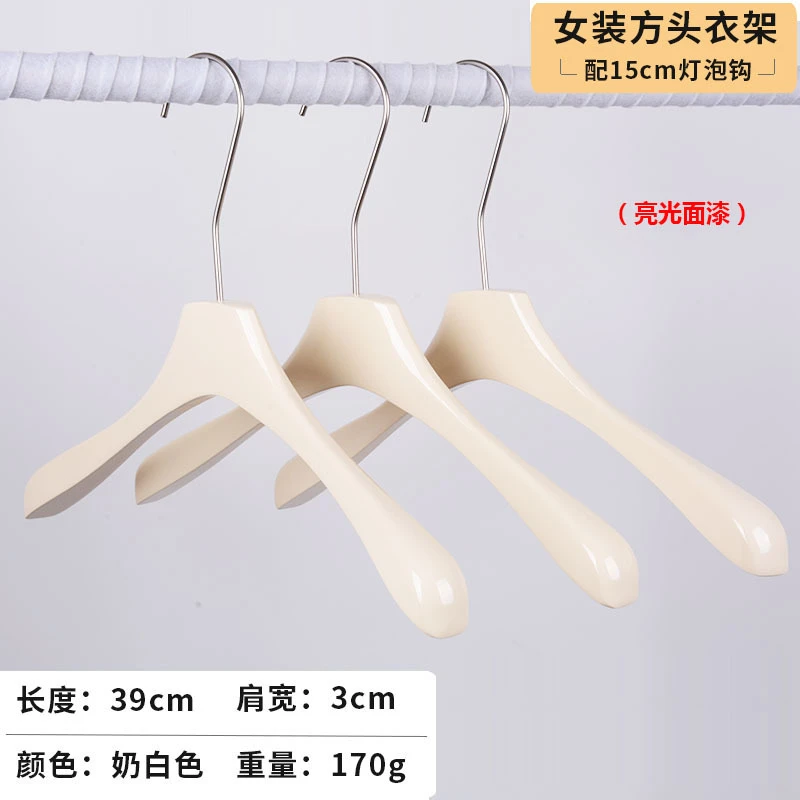 女装方头衣架
配15cm灯泡钩
（亮光面漆）
长度：39cm 肩宽：3cm
颜色：奶白色 重量：170g